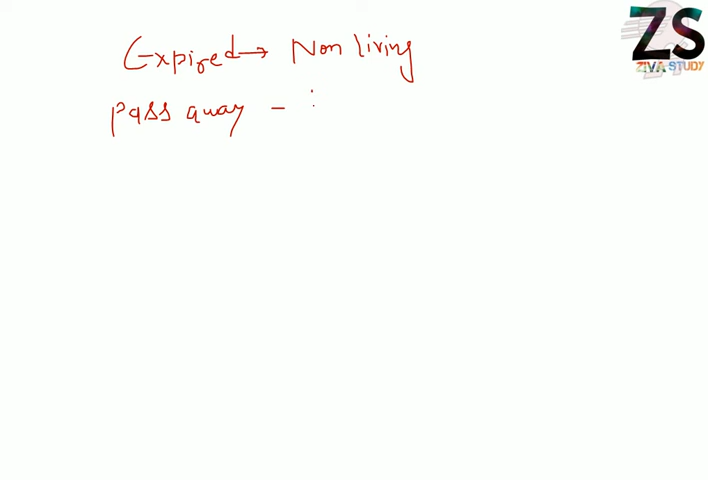 Expired → Non living
pass away -
ZS
ZIVA STUDY